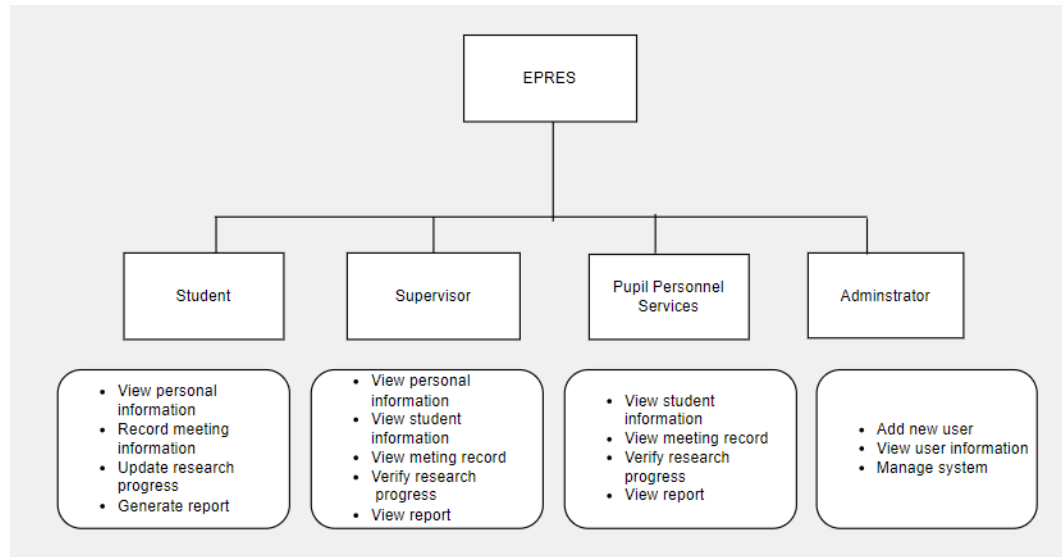 EPRES
Student
Supervisor
Pupil Personnel
Services
Adminstrator
• View personal
information
• Record meeting
information
• Update research
progress
• Generate report
• View personal
information
• View student
information
• View meting record
• Verify research
progress
• View report
• View student
information
• View meeting record
• Verify research
progress
• View report
• Add new user
• View user information
• Manage system